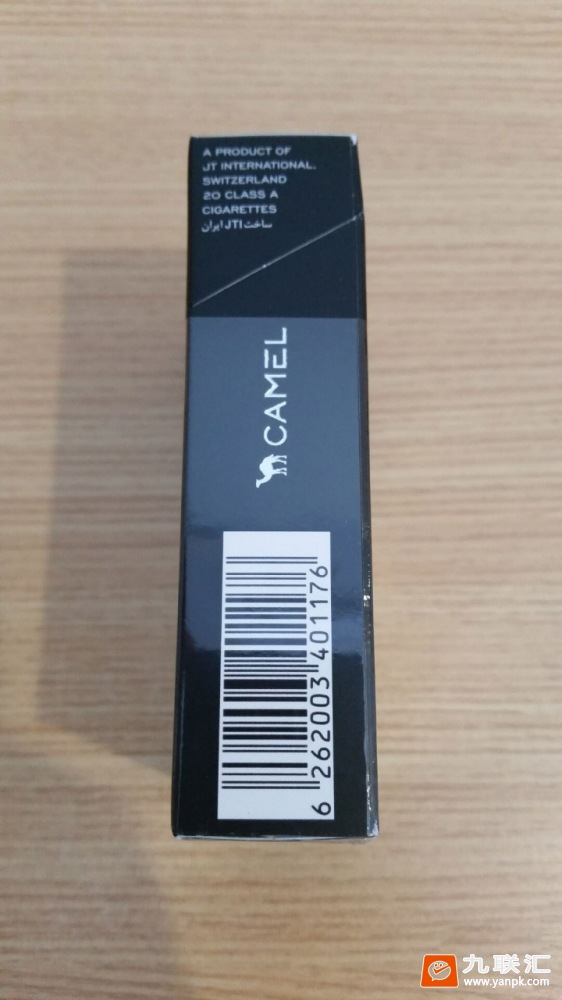 A PRODUCT OF
JT INTERNATIONAL,
SWITZERLAND
20 CLASS A
CIGARETTES
ساخت JTI ایران
CAMEL
6 262003 401176
九联汇
www.yanpk.com